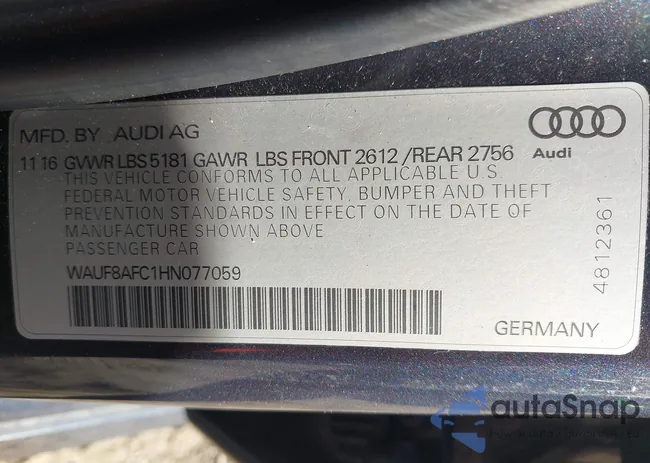 MFD. BY AUDI AG
11 16 GVWR LBS 5181 GAWR LBS FRONT 2612 / REAR 2756
THIS VEHICLE CONFORMS TO ALL APPLICABLE U.S.
FEDERAL MOTOR VEHICLE SAFETY, BUMPER AND THEFT
PREVENTION STANDARDS IN EFFECT ON THE DATE OF
MANUFACTURE SHOWN ABOVE
PASSENGER CAR
WAUF8AFC1HN077059
Audi
4812361
GERMANY
autoSnap